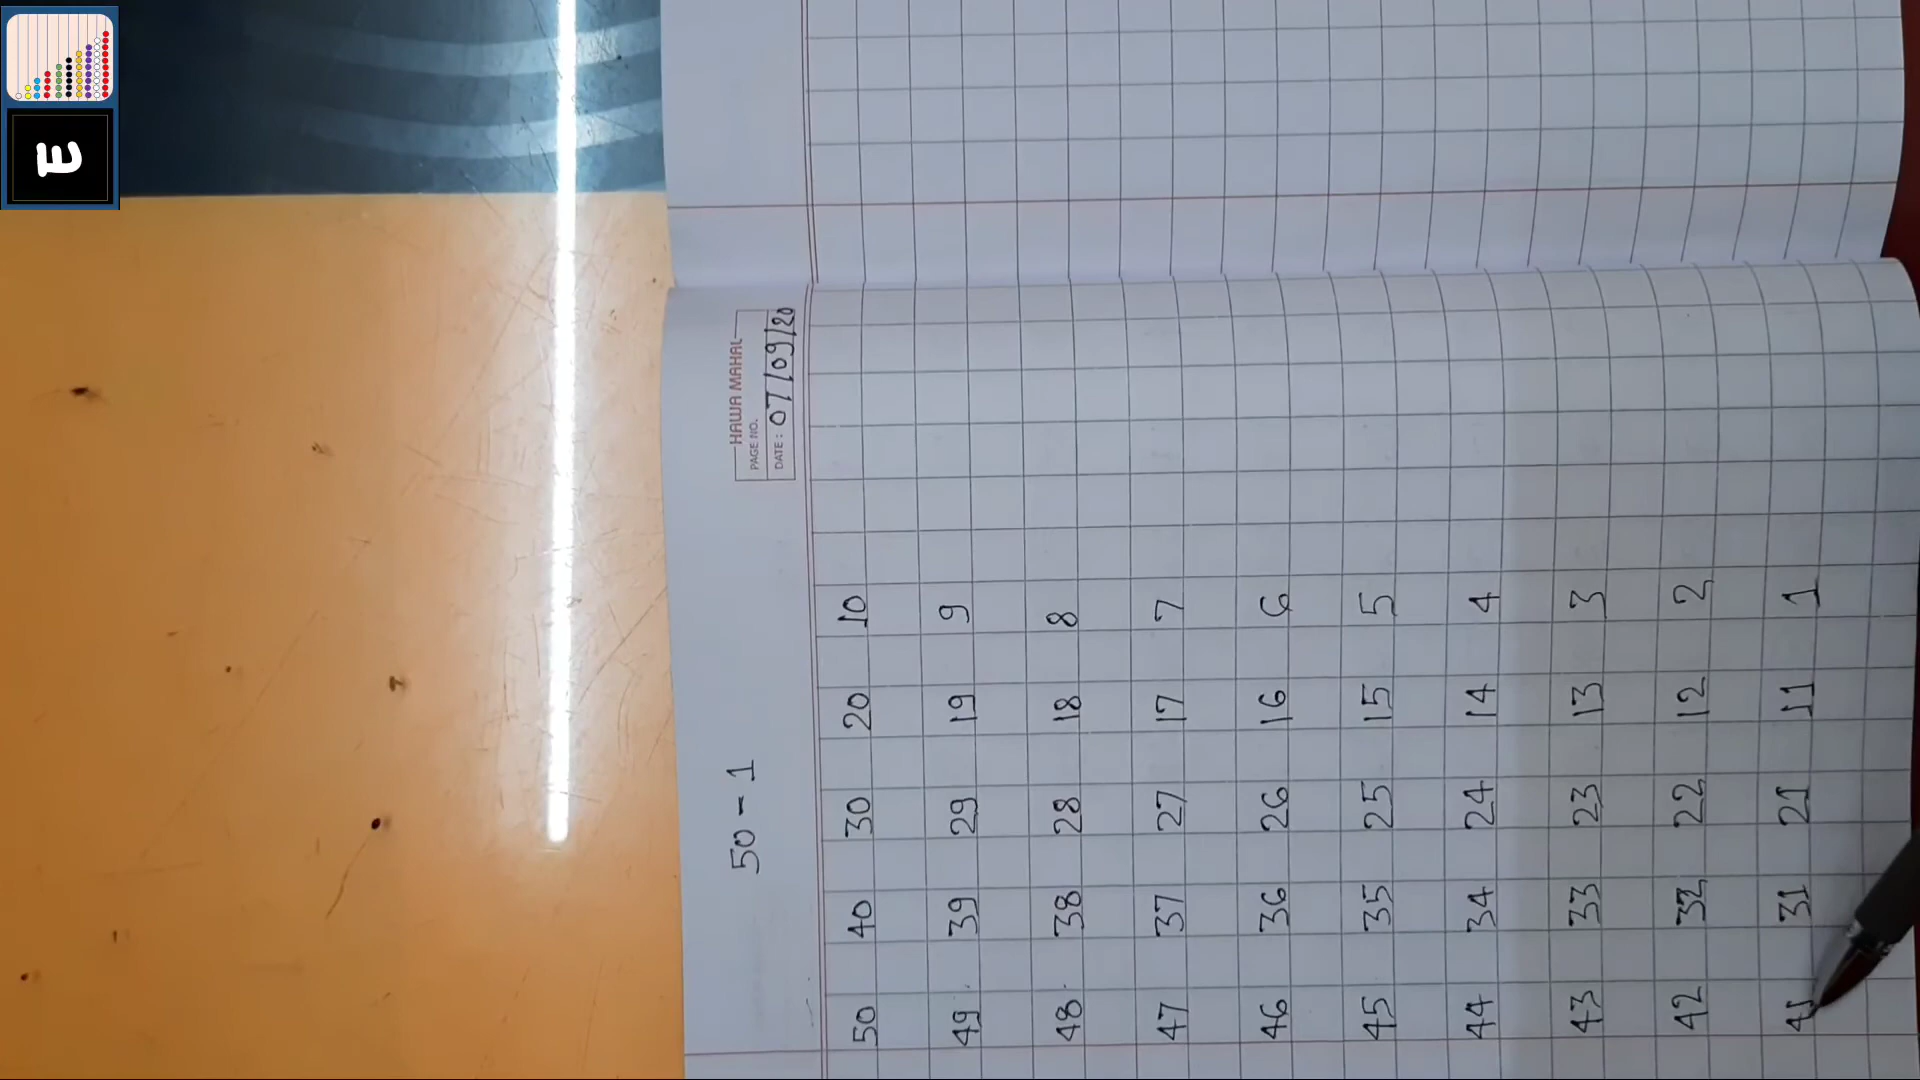 HAWA MAHAL
PAGE NO.
DATE: 07/09/20
50-1
50 40 30 20 10
49 39 29 19 9
48 38 28 18 8
47 37 27 17 7
46 36 26 16 6
45 35 25 15 5
44 34 24 14 4
43 33 23 13 3
42 32 22 12 2
41 31 21 11 1